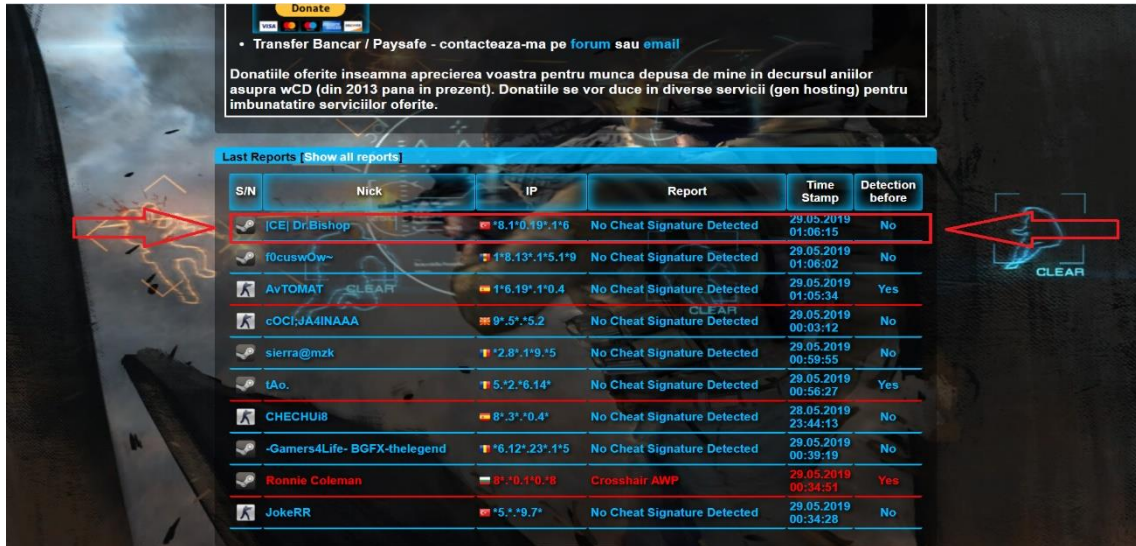 Donate
VISA
• Transfer Bancar / Paysafe - contacteaza-ma pe forum sau email
Donatiile oferite inseamna aprecierea voastra pentru munca depusa de mine in decursul aniilor
asupra wCD (din 2013 pana in prezent). Donatiile se vor duce in diverse servicii (gen hosting) pentru
imbunatatire serviciilor oferite.
Last Reports [Show all reports]
S/N Nick IP Report Time Stamp Detection before
|CE| Dr.Bishop *8.1*0.19*.1*6 No Cheat Signature Detected 29.05.2019 01:06:15 No
f0cuswOw~ 1*8.13*.1*5.1*9 No Cheat Signature Detected 29.05.2019 01:06:02 No
AvTOMAT 1*6.19*.1*0.4 No Cheat Signature Detected 29.05.2019 01:05:34 Yes
cOCI;JA4INAAA 9*.5*.*5.2 No Cheat Signature Detected 29.05.2019 00:03:12 No
sierra@mzk *2.8*.1*9.*5 No Cheat Signature Detected 29.05.2019 00:59:55 No
tAo. 5.*2.*6.14* No Cheat Signature Detected 29.05.2019 00:56:27 Yes
CHECHUi8 8*.3*.*0.4* No Cheat Signature Detected 28.05.2019 23:44:13 No
-Gamers4Life- BGFX-thelegend *6.12*.23*.1*5 No Cheat Signature Detected 29.05.2019 00:39:19 No
Ronnie Coleman 8*.*0.1*0.*8 Crosshair AWP 29.05.2019 00:34:51 Yes
JokeRR *5.*.*9.7* No Cheat Signature Detected 29.05.2019 00:34:28 No
CLEAR
CLEAR
CLEAR